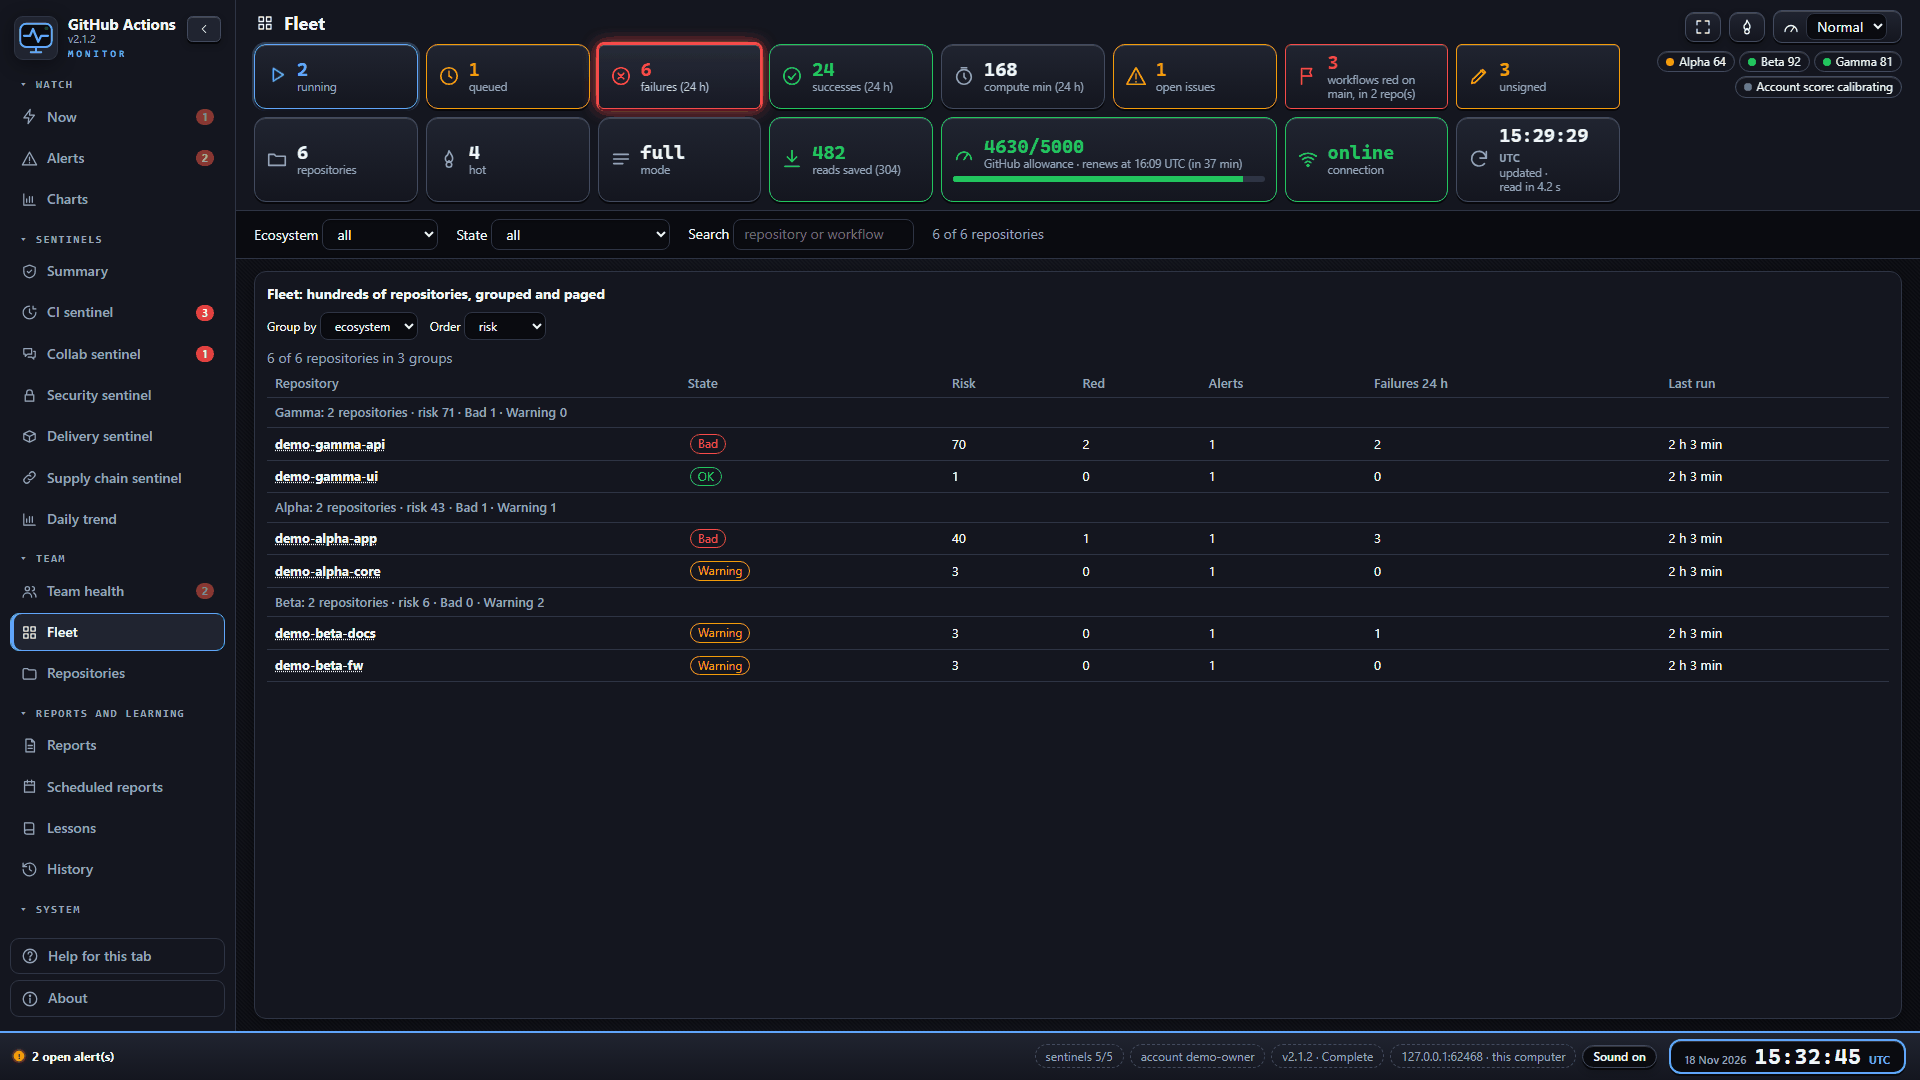 GitHub Actions
v2.1.2
MONITOR
WATCH
Now 1
Alerts 2
Charts
SENTINELS
Summary
CI sentinel 3
Collab sentinel 1
Security sentinel
Delivery sentinel
Supply chain sentinel
Daily trend
TEAM
Team health 2
Fleet
Repositories
REPORTS AND LEARNING
Reports
Scheduled reports
Lessons
History
SYSTEM
Help for this tab
About
Fleet
2
running
1
queued
6
failures (24 h)
24
successes (24 h)
168
compute min (24 h)
1
open issues
3
workflows red on
main, in 2 repo(s)
3
unsigned
6
repositories
4
hot
full
mode
482
reads saved (304)
4630/5000
GitHub allowance · renews at 16:09 UTC (in 37 min)
online
connection
15:29:29
UTC
updated ·
read in 4.2 s
Normal
Alpha 64 Beta 92 Gamma 81
Account score: calibrating
Ecosystem all State all Search repository or workflow 6 of 6 repositories
Fleet: hundreds of repositories, grouped and paged
Group by ecosystem Order risk
6 of 6 repositories in 3 groups
Repository State Risk Red Alerts Failures 24 h Last run
Gamma: 2 repositories · risk 71 · Bad 1 · Warning 0
demo-gamma-api Bad 70 2 1 2 2 h 3 min
demo-gamma-ui OK 1 0 1 0 2 h 3 min
Alpha: 2 repositories · risk 43 · Bad 1 · Warning 1
demo-alpha-app Bad 40 1 1 3 2 h 3 min
demo-alpha-core Warning 3 0 1 0 2 h 3 min
Beta: 2 repositories · risk 6 · Bad 0 · Warning 2
demo-beta-docs Warning 3 0 1 1 2 h 3 min
demo-beta-fw Warning 3 0 1 0 2 h 3 min
2 open alert(s)
sentinels 5/5
account demo-owner
v2.1.2 · Complete
127.0.0.1:62468 · this computer
Sound on
18 Nov 2026 15:32:45 UTC